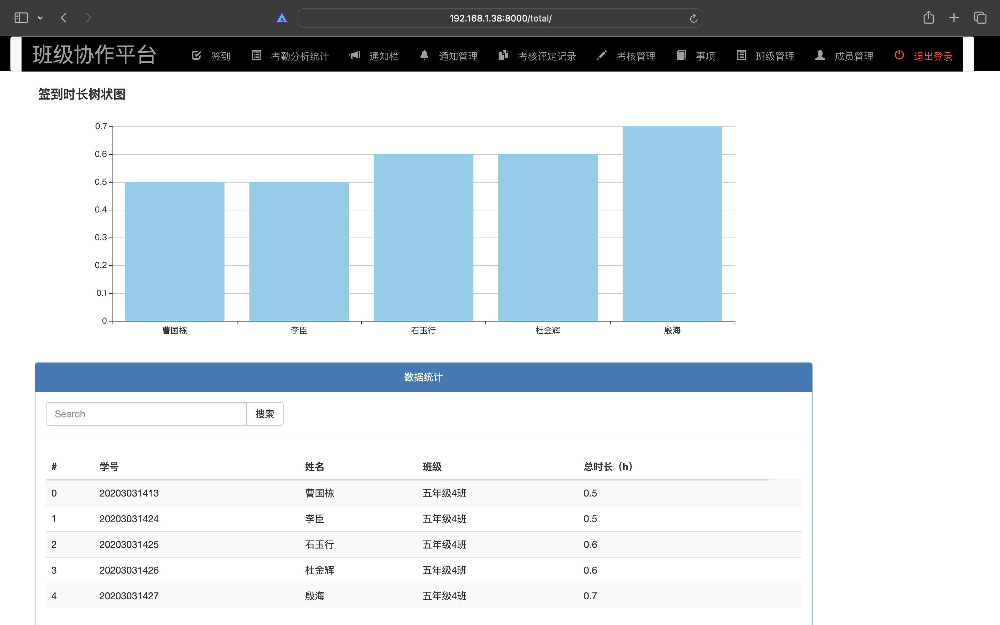 192.168.1.38:8000/total/
班级协作平台 签到 考勤分析统计 通知栏 通知管理 考核评定记录 考核管理 事项 班级管理 成员管理 退出登录
签到时长树状图
0.7
0.6
0.5
0.4
0.3
0.2
0.1
0
曹国栋 李臣 石玉行 杜金辉 殷海
数据统计
Search 搜索
# 学号 姓名 班级 总时长（h）
0 20203031413 曹国栋 五年级4班 0.5
1 20203031424 李臣 五年级4班 0.5
2 20203031425 石玉行 五年级4班 0.6
3 20203031426 杜金辉 五年级4班 0.6
4 20203031427 殷海 五年级4班 0.7